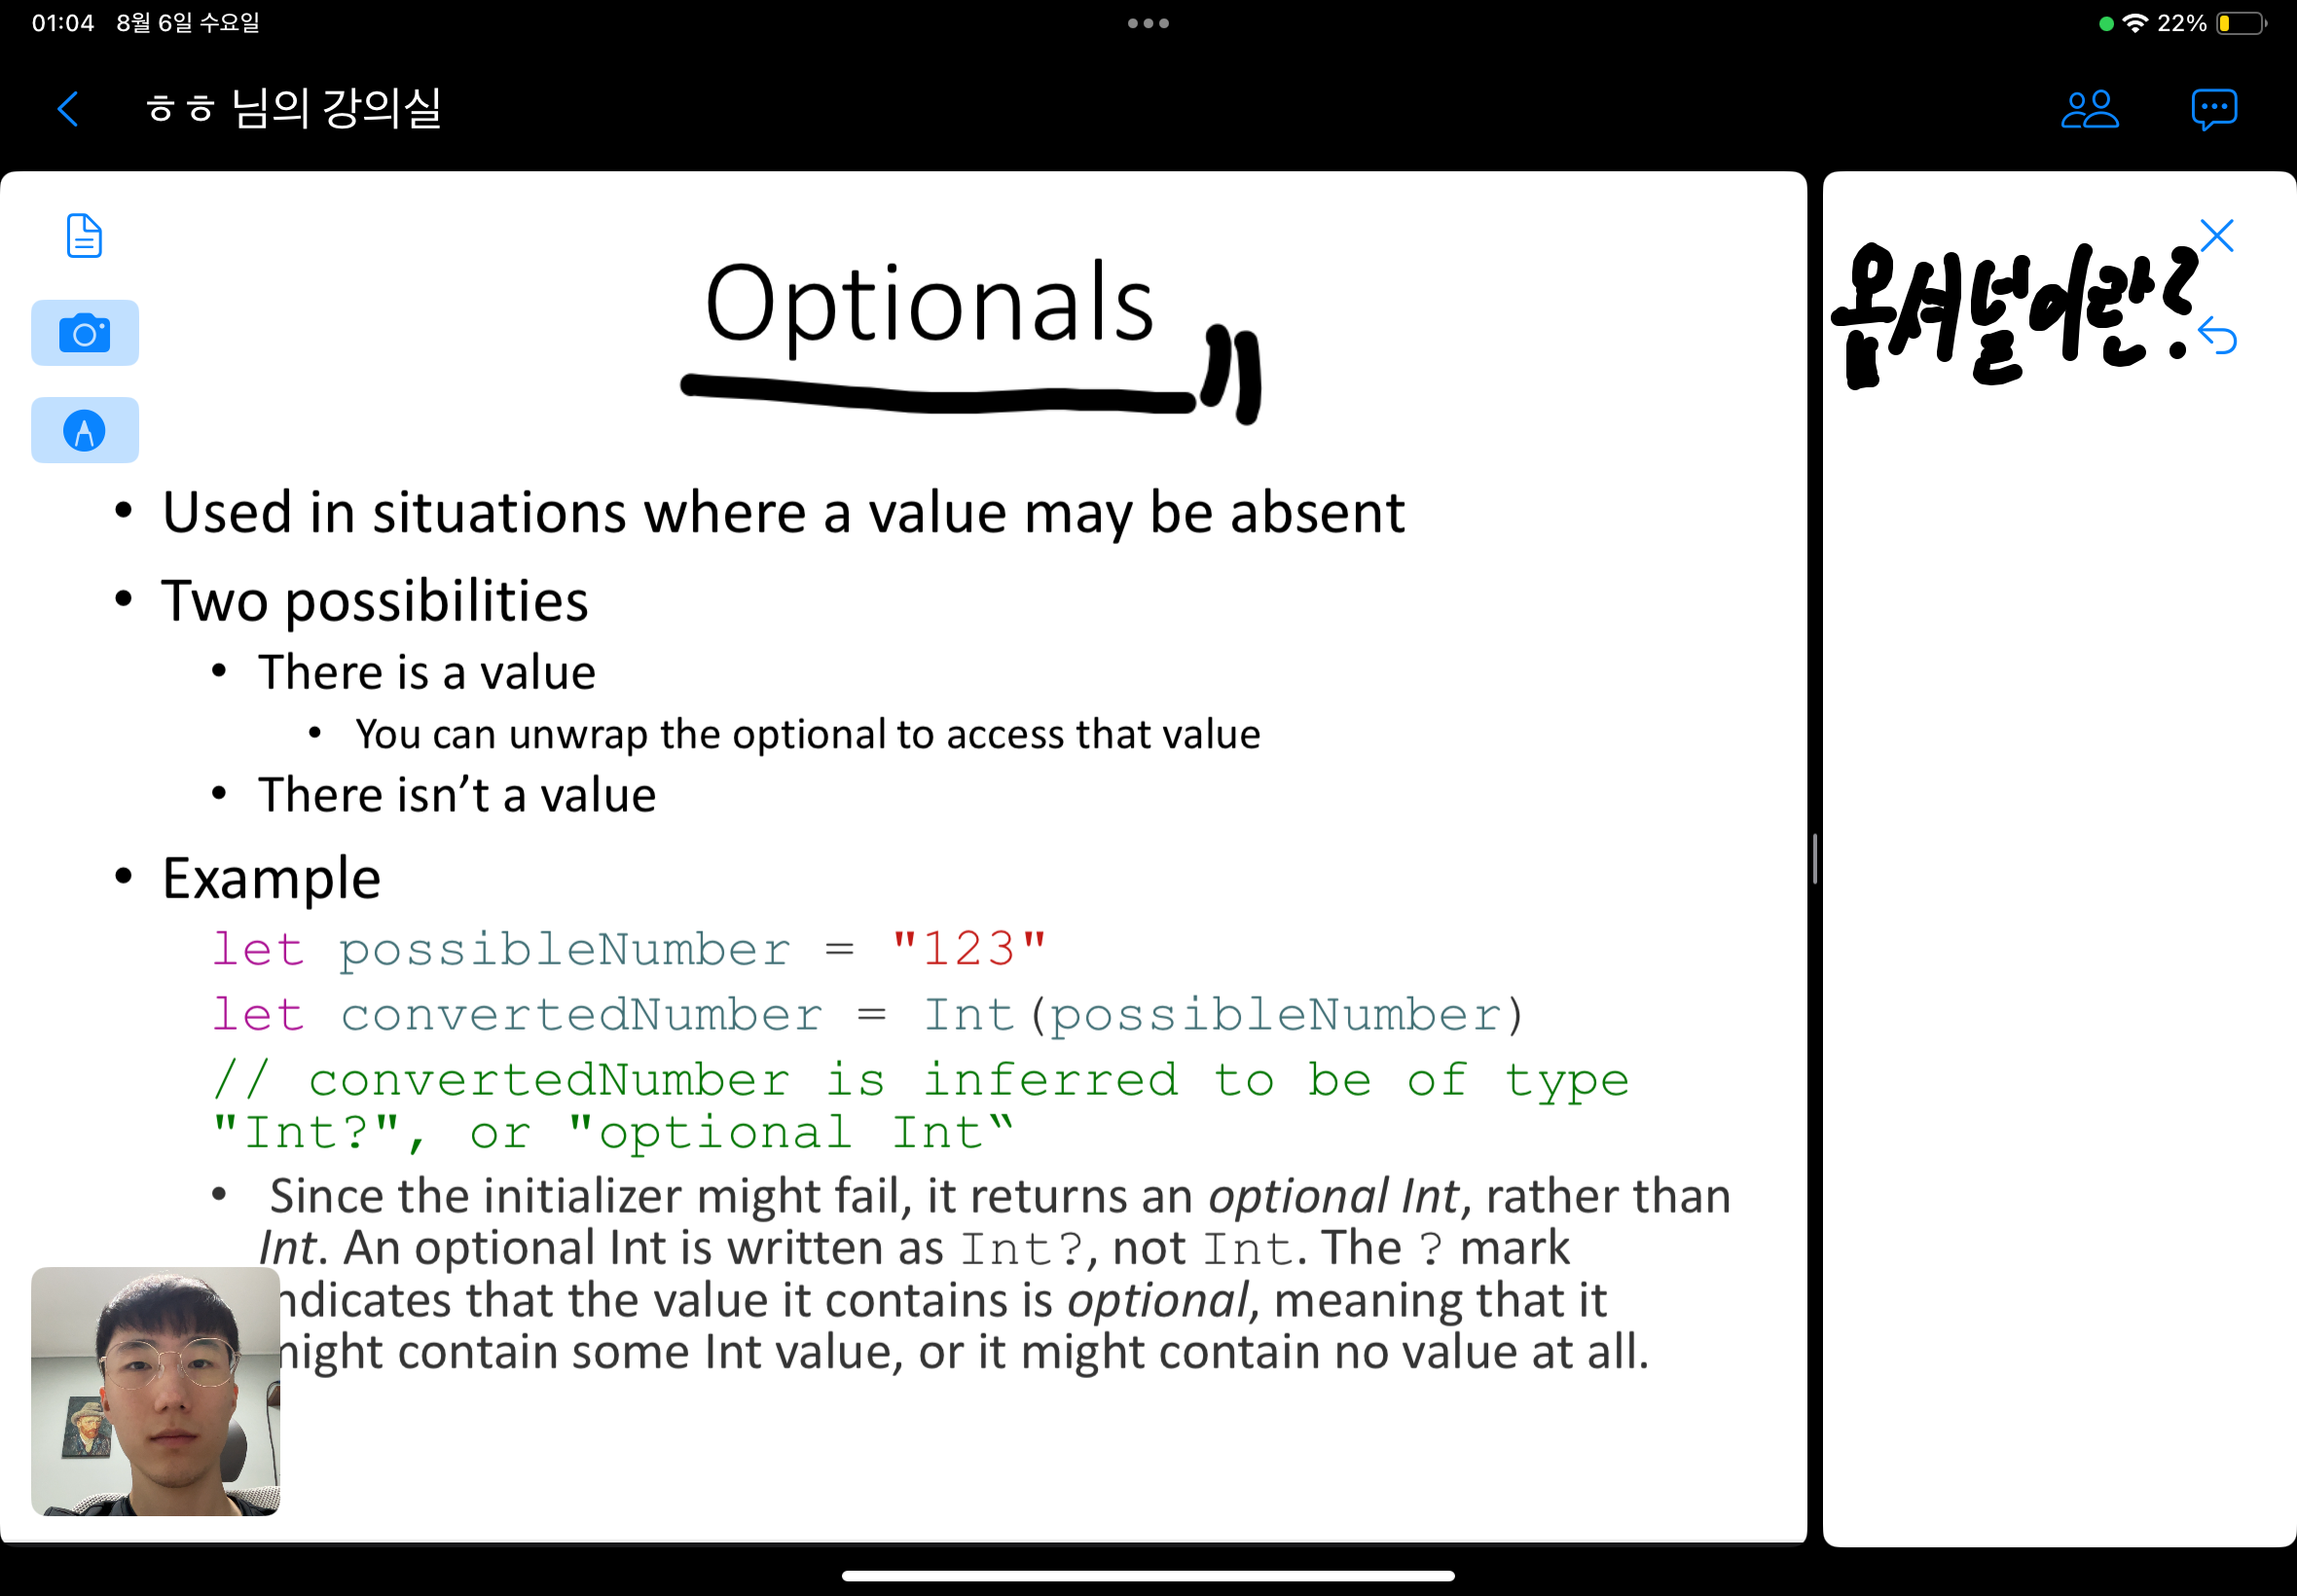 01:04 8월 6일 수요일
22%
ㅎㅎ 님의 강의실
Optionals
옵셔널이란?
• Used in situations where a value may be absent
• Two possibilities
• There is a value
• You can unwrap the optional to access that value
• There isn’t a value
• Example
let possibleNumber = "123"
let convertedNumber = Int(possibleNumber)
// convertedNumber is inferred to be of type
"Int?", or "optional Int‟
• Since the initializer might fail, it returns an optional Int, rather than
Int. An optional Int is written as Int?, not Int. The ? mark
ndicates that the value it contains is optional, meaning that it
might contain some Int value, or it might contain no value at all.